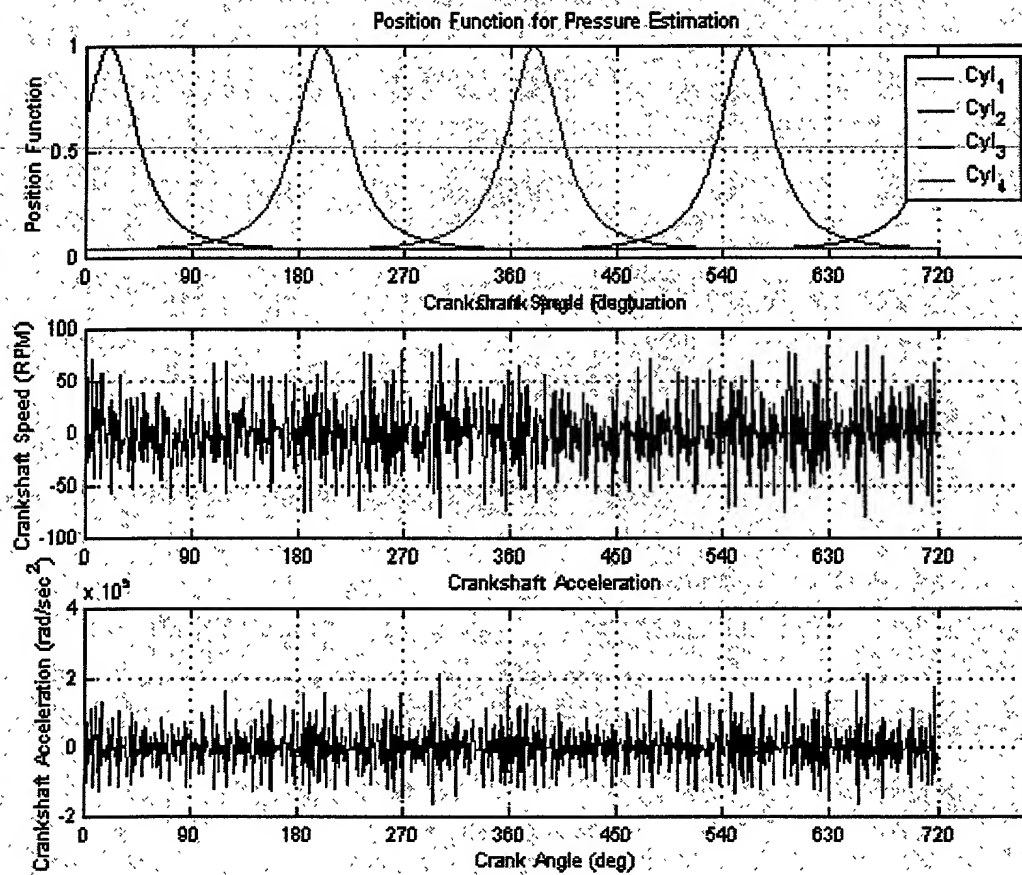 Position Function for Pressure Estimation
Position Function
1
0.5
0
Cyl1
Cyl2
Cyl3
Cyl4
0 90 180 270 360 450 540 630 720
Crankshaft
Crankshaft Speed (RPM)
100
50
0
-50
-100
0 90 180 270 360 450 540 630 720
Crankshaft Acceleration
Crankshaft Acceleration (rad/sec2)
4
2
0
-2
0 90 180 270 360 450 540 630 720
Crank Angle (deg)